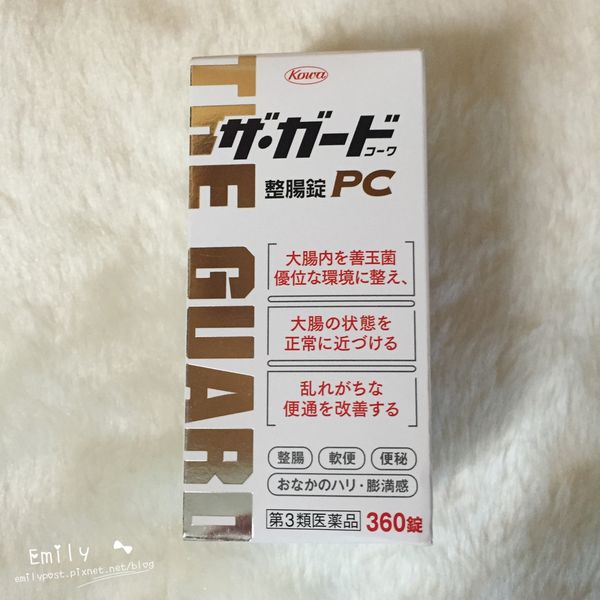 THE GUARD
Kowa
ザ・ガード
コーワ
整腸錠 PC
大腸内を善玉菌
優位な環境に整え、
大腸の状態を
正常に近づける
乱れがちな
便通を改善する
整腸 軟便 便秘
おなかのハリ・膨満感
第3類医薬品 360錠
Emily
emilypost.pixnet.net/blog